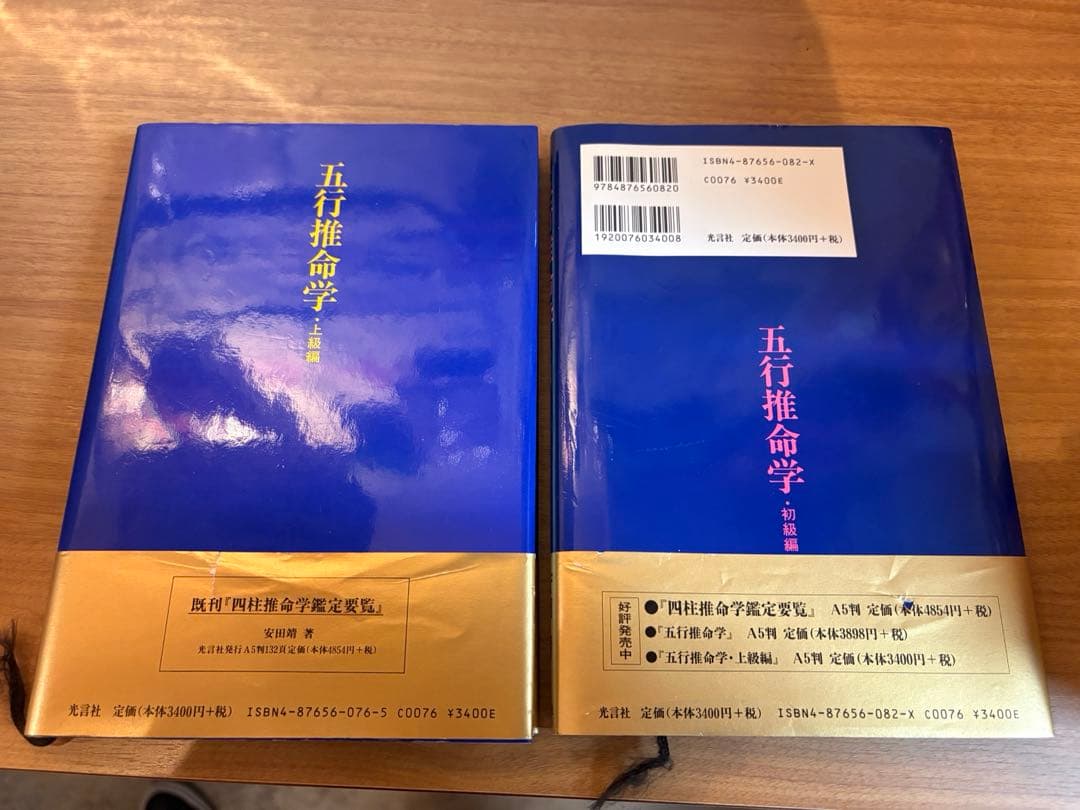 五行推命学・上級編
既刊『四柱推命学鑑定要覧』
安田靖 著
光言社発行A5判132頁定価(本体4854円+税)
光言社 定価(本体3400円+税) ISBN4-87656-076-5 C0076 ¥3400E
ISBN4-87656-082-X
9784876560820
C0076 ¥3400E
1920076034008
光言社 定価(本体3400円+税)
五行推命学・初級編
好評発売中
●『四柱推命学鑑定要覧』 A5判 定価(本体4854円+税)
●『五行推命学』 A5判 定価(本体3898円+税)
●『五行推命学・上級編』 A5判 定価(本体3400円+税)
光言社 定価(本体3400円+税) ISBN4-87656-082-X C0076 ¥3400E